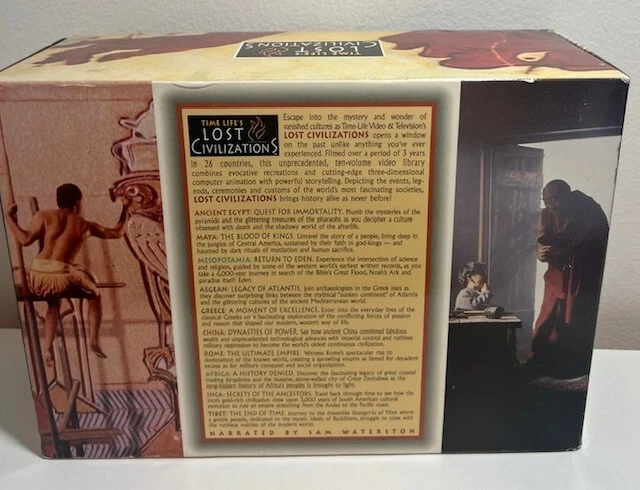 TIME LIFE'S
LOST
CIVILIZATIONS
TIME LIFE'S
LOST
CIVILIZATIONS
Escape into the mystery and wonder of
vanished cultures as Time-Life Video & Television's
LOST CIVILIZATIONS opens a window
on the past unlike anything you've ever
experienced. Filmed over a period of 3 years
in 26 countries, this unprecedented, ten-volume video library
combines evocative recreations and cutting-edge three-dimensional
computer animation with powerful storytelling. Depicting the events, leg-
ends, ceremonies and customs of the world's most fascinating societies,
LOST CIVILIZATIONS brings history alive as never before!
ANCIENT EGYPT: QUEST FOR IMMORTALITY. Plumb the mysteries of the
pyramids and the glittering treasures of the pharaohs as you decipher a culture
obsessed with death and the shadowy world of the afterlife.
MAYA: THE BLOOD OF KINGS. Unravel the story of a people, living deep in
the jungles of Central America, sustained by their faith in god-kings — and
haunted by dark rituals of mutilation and human sacrifice.
MESOPOTAMIA: RETURN TO EDEN. Experience the intersection of science
and religion, guided by some of the western world's earliest written records, as you
take a 6,000-year journey in search of the Bible's Great Flood, Noah's Ark and
paradise itself: Eden.
AEGEAN: LEGACY OF ATLANTIS. Join archaeologists in the Greek isles as
they discover surprising links between the mythical "sunken continent" of Atlantis
and the glittering cultures of the ancient Mediterranean world.
GREECE: A MOMENT OF EXCELLENCE. Enter into the everyday lives of the
classical Greeks in a fascinating exploration of the conflicting forces of passion
and reason that shaped our modern, western way of life.
CHINA: DYNASTIES OF POWER. See how ancient China combined fabulous
wealth and unprecedented technological advances with imperial control and ruthless
military oppression to become the world's oldest continuous civilization.
ROME: THE ULTIMATE EMPIRE. Witness Rome's spectacular rise to
domination of the known world, creating a sprawling empire as famed for decadent
excess as for military conquest and social organization.
AFRICA: A HISTORY DENIED. Discover the fascinating legacy of great coastal
trading kingdoms and the massive, stone-walled city of Great Zimbabwe as the
long-hidden history of Africa's peoples is brought to light.
INCA: SECRETS OF THE ANCESTORS. Travel back through time to see how the
Inca's gold-rich civilization drew upon 3,000 years of South American cultural
evolution to rule an empire stretching from the Andes to the Pacific coast.
TIBET: THE END OF TIME. Journey to the dreamlike Shangri-la of Tibet where
a gentle people, dedicated to the mystic ideals of Buddhism, struggle to cope with
the ruthless realities of the modern world.
NARRATED BY SAM WATERSTON